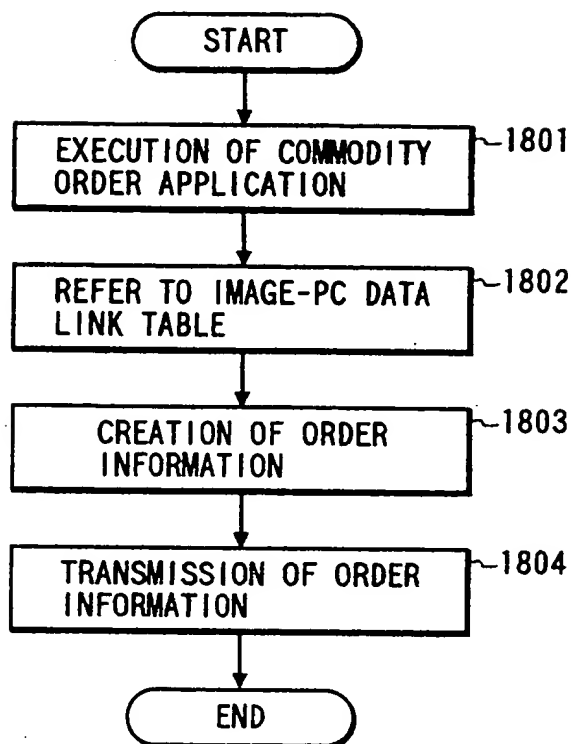 START
EXECUTION OF COMMODITY
ORDER APPLICATION
1801
REFER TO IMAGE-PC DATA
LINK TABLE
1802
CREATION OF ORDER
INFORMATION
1803
TRANSMISSION OF ORDER
INFORMATION
1804
END